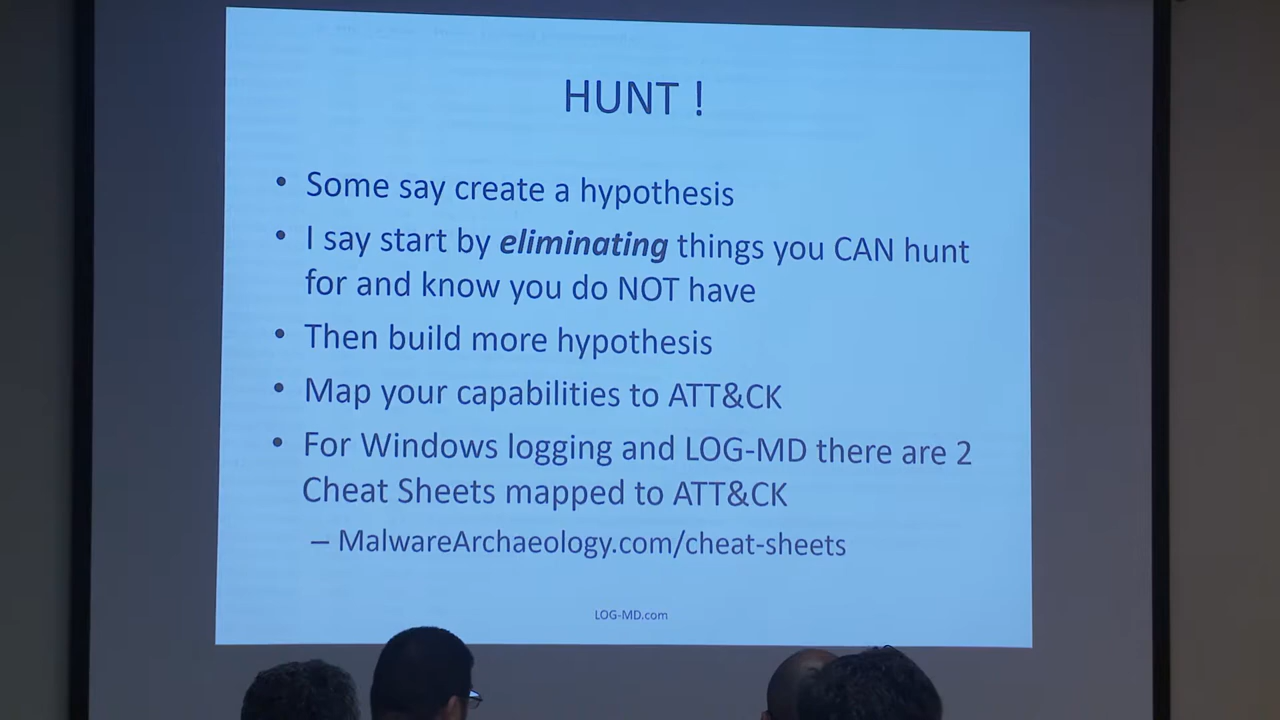 HUNT !
• Some say create a hypothesis
• I say start by eliminating things you CAN hunt
for and know you do NOT have
• Then build more hypothesis
• Map your capabilities to ATT&CK
• For Windows logging and LOG-MD there are 2
Cheat Sheets mapped to ATT&CK
– MalwareArchaeology.com/cheat-sheets
LOG-MD.com